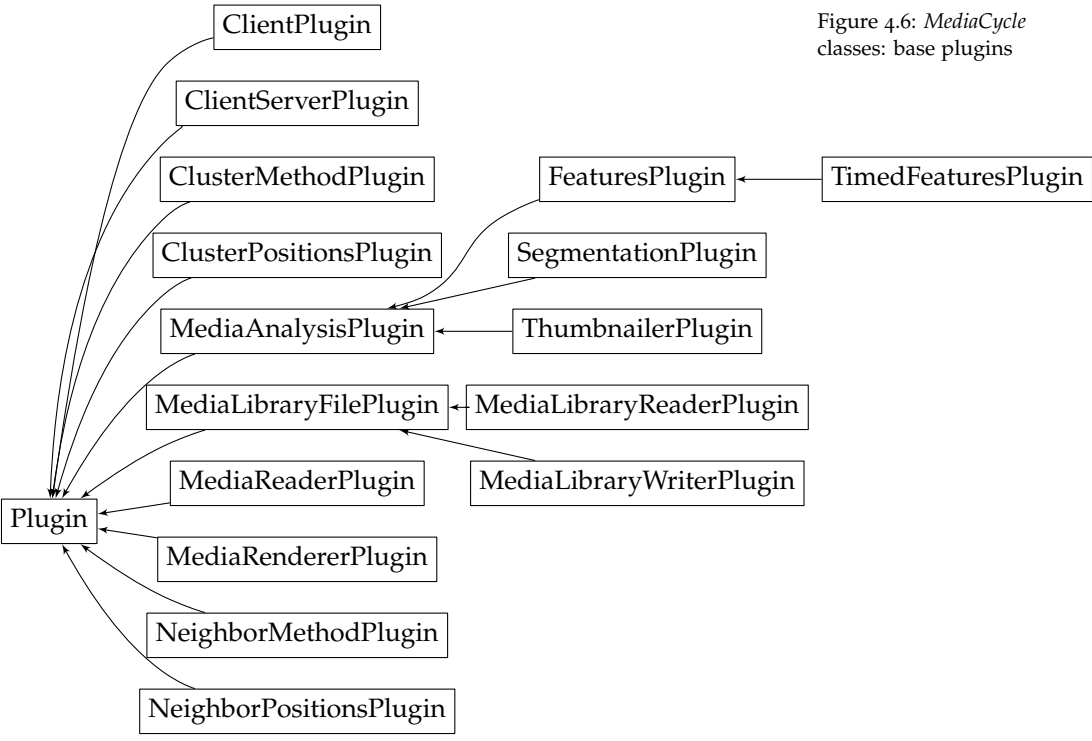 ClientPlugin
Figure 4.6: MediaCycle
classes: base plugins
ClientServerPlugin
ClusterMethodPlugin
FeaturesPlugin
TimedFeaturesPlugin
ClusterPositionsPlugin
SegmentationPlugin
MediaAnalysisPlugin
ThumbnailerPlugin
MediaLibraryFilePlugin
MediaLibraryReaderPlugin
MediaReaderPlugin
MediaLibraryWriterPlugin
Plugin
MediaRendererPlugin
NeighborMethodPlugin
NeighborPositionsPlugin